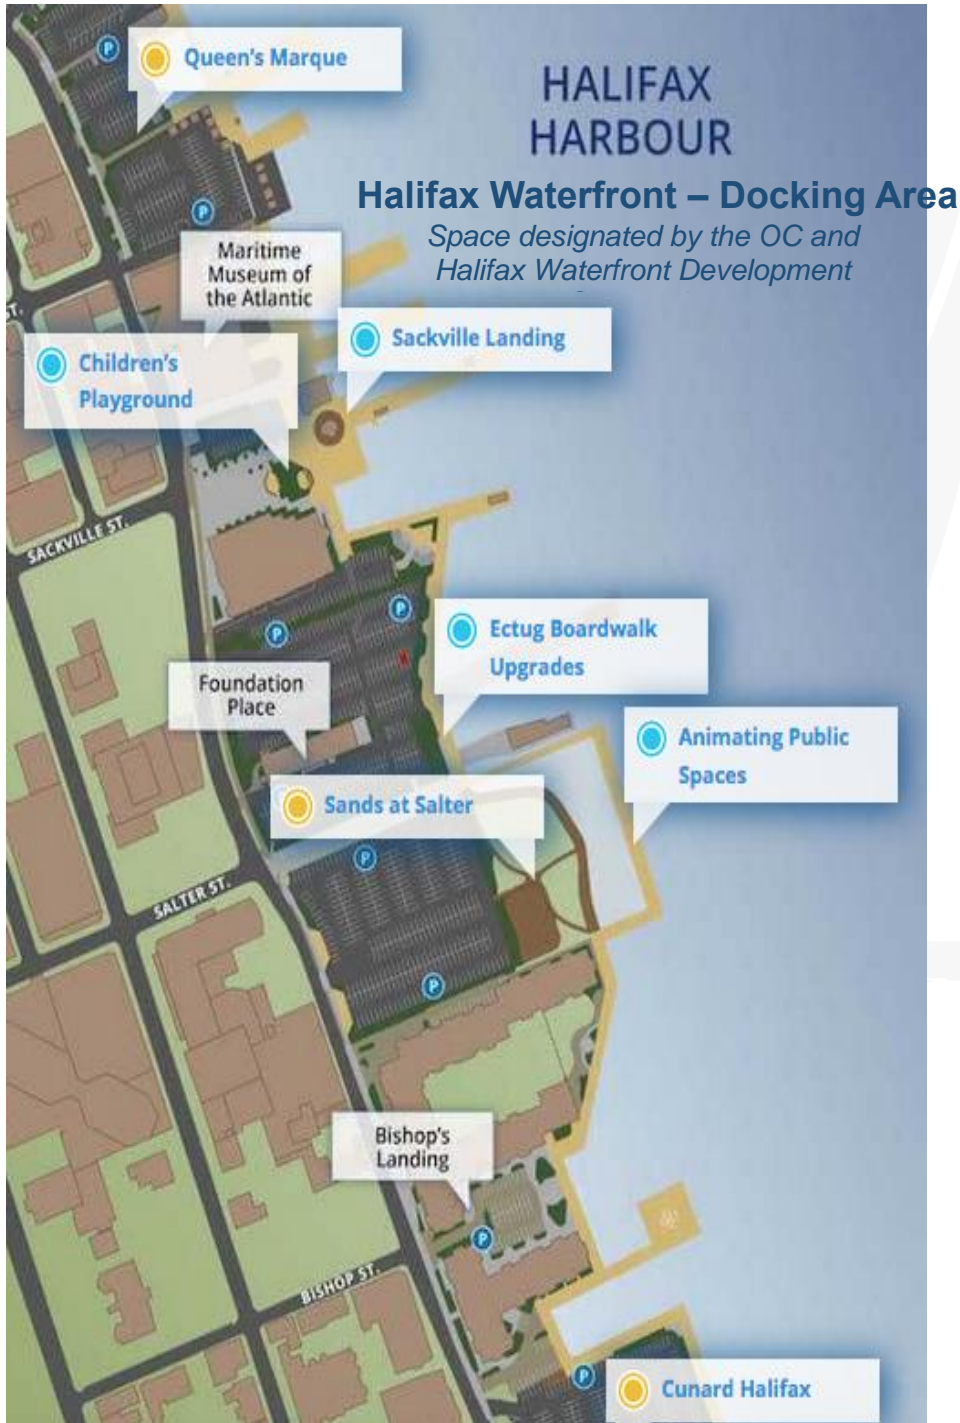 P
Queen's Marque
HALIFAX
HARBOUR
Halifax Waterfront – Docking Area
Space designated by the OC and
Halifax Waterfront Development
P
Maritime
Museum of
the Atlantic
ST.
Sackville Landing
Children's
Playground
SACKVILLE ST.
P
P
Ectug Boardwalk
Upgrades
Foundation
Place
Animating Public
Spaces
Sands at Salter
P
SALTER ST.
P
Bishop's
Landing
P
BISHOP ST.
P
Cunard Halifax